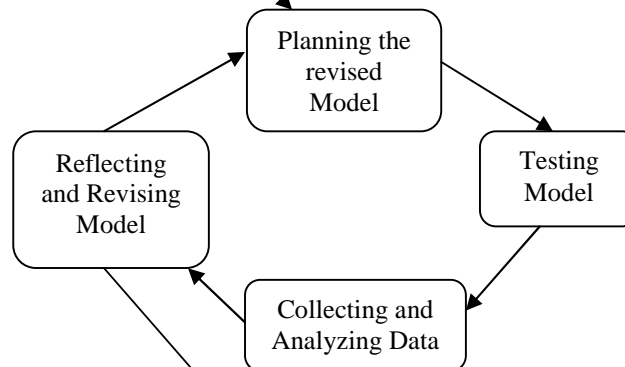 Planning the
revised
Model
Testing
Model
Collecting and
Analyzing Data
Reflecting
and Revising
Model